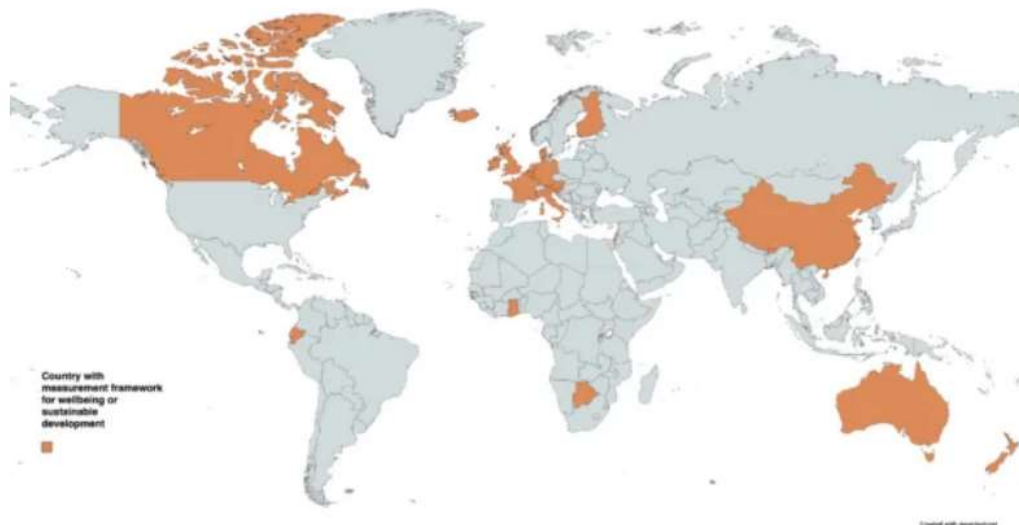 Country with
measurement framework
for wellbeing or
sustainable
development